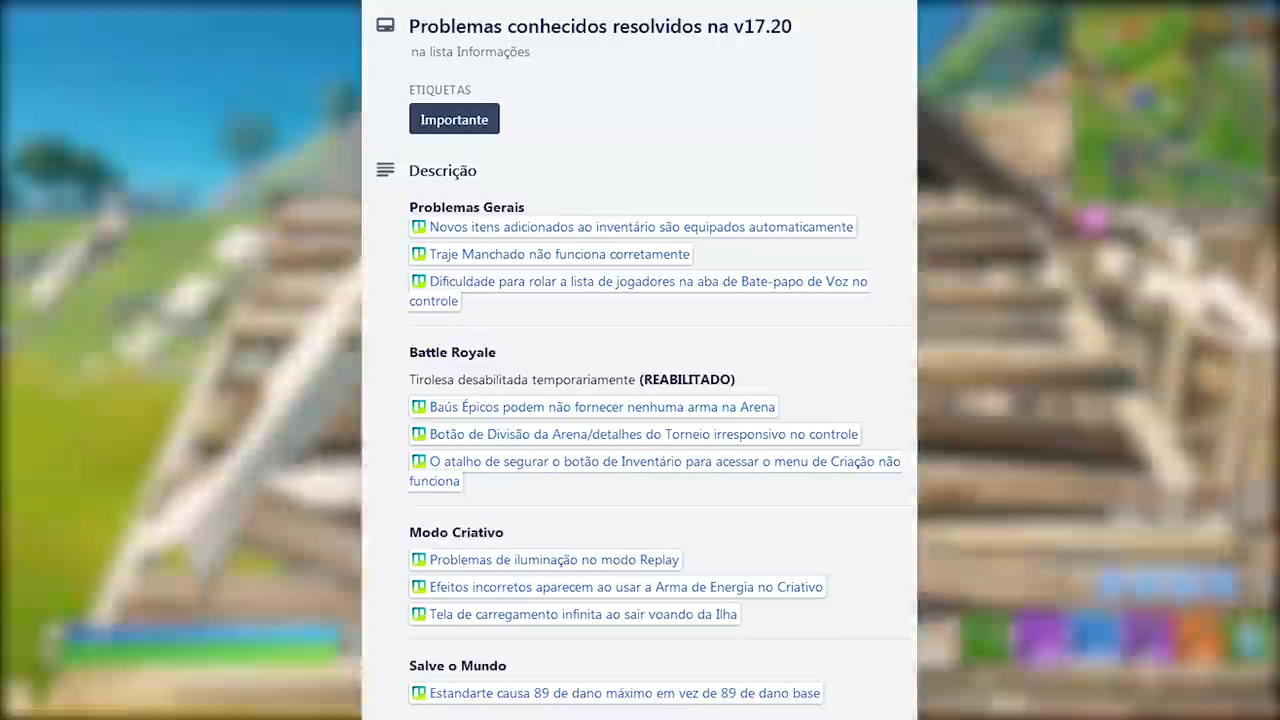 Problemas conhecidos resolvidos na v17.20
na lista Informações
ETIQUETAS
Importante
Descrição
Problemas Gerais
Novos itens adicionados ao inventário são equipados automaticamente
Traje Manchado não funciona corretamente
Dificuldade para rolar a lista de jogadores na aba de Bate-papo de Voz no
controle
Battle Royale
Tirolesa desabilitada temporariamente (REABILITADO)
Baús Épicos podem não fornecer nenhuma arma na Arena
Botão de Divisão da Arena/detalhes do Torneio irresponsivo no controle
O atalho de segurar o botão de Inventário para acessar o menu de Criação não
funciona
Modo Criativo
Problemas de iluminação no modo Replay
Efeitos incorretos aparecem ao usar a Arma de Energia no Criativo
Tela de carregamento infinita ao sair voando da Ilha
Salve o Mundo
Estandarte causa 89 de dano máximo em vez de 89 de dano base